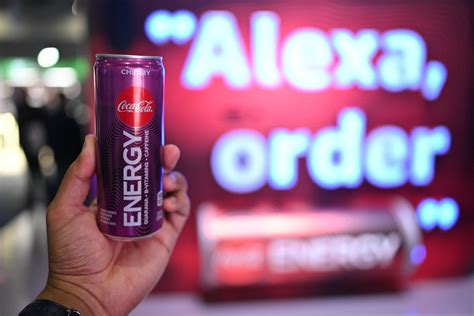 CHERRY
Coca-Cola
ENERGY
GUARANA • B-VITAMINS • CAFFEINE
"Alexa,
order
"
ENERGY